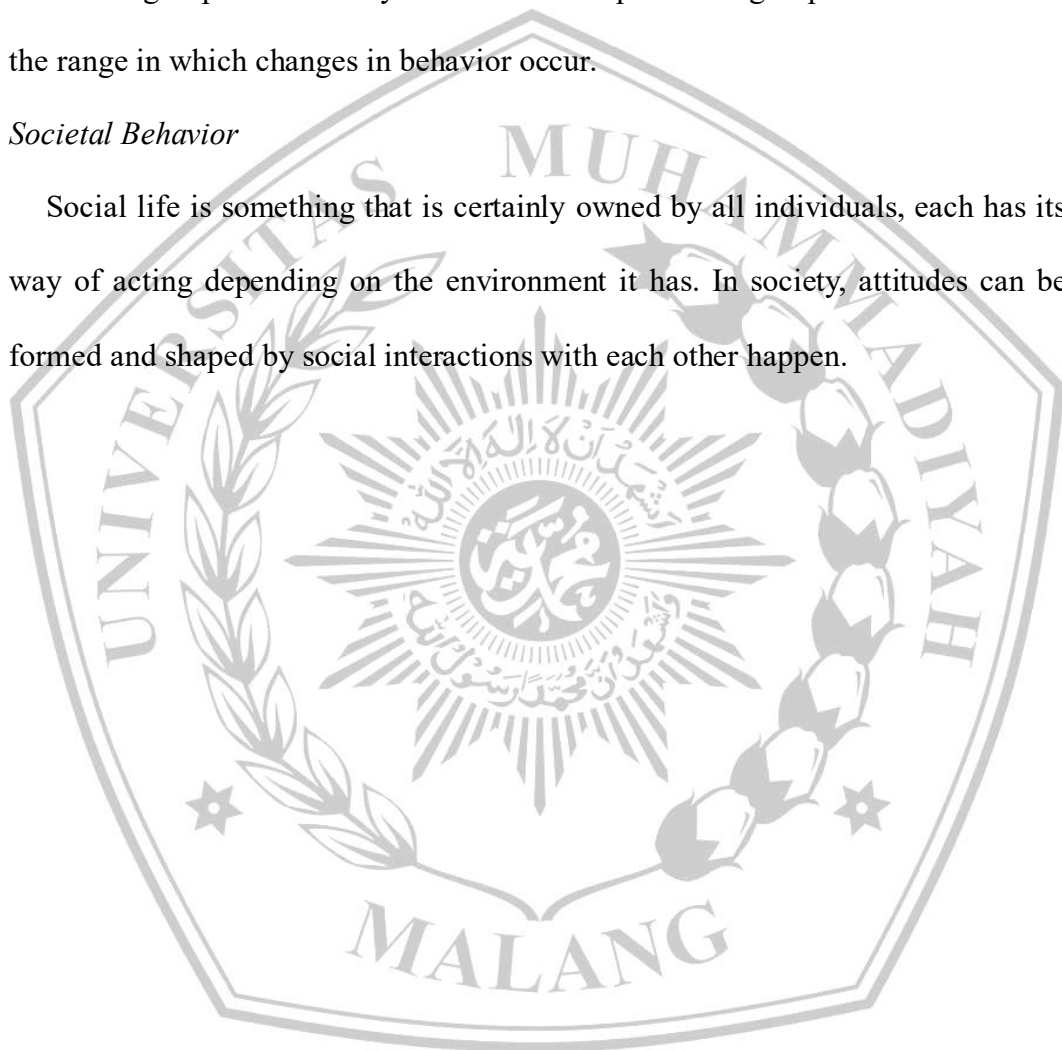 the range in which changes in behavior occur.
Societal Behavior
Social life is something that is certainly owned by all individuals, each has its
way of acting depending on the environment it has. In society, attitudes can be
formed and shaped by social interactions with each other happen.
UNIVERSITAS MUHAMMADIYAH
MALANG